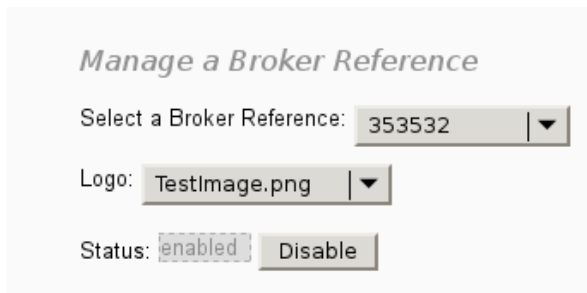 Manage a Broker Reference
Select a Broker Reference: 353532
Logo: TestImage.png
Status: enabled Disable